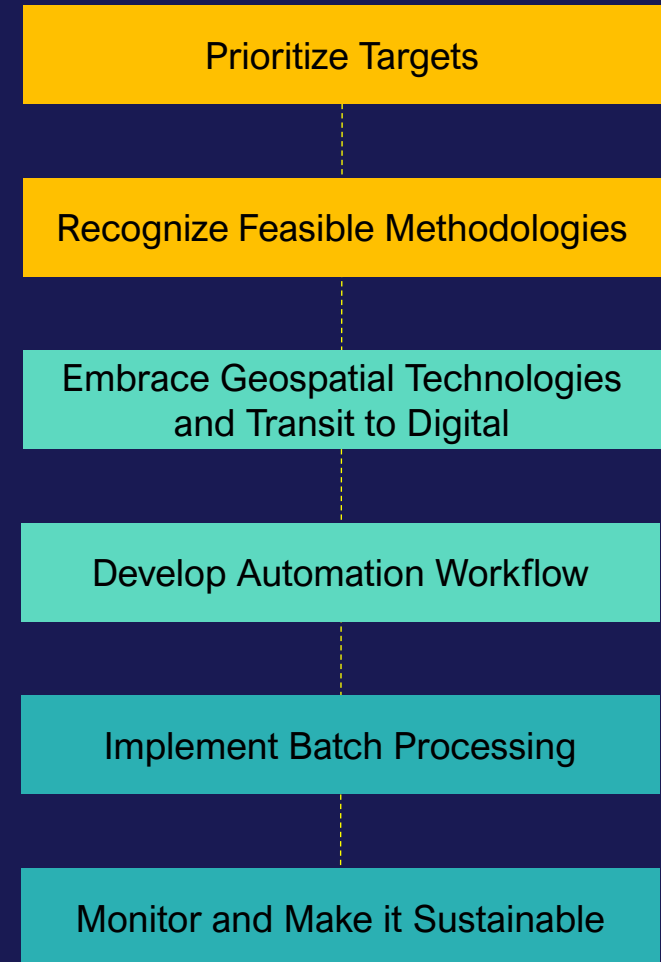 Prioritize Targets
Recognize Feasible Methodologies
Embrace Geospatial Technologies
and Transit to Digital
Develop Automation Workflow
Implement Batch Processing
Monitor and Make it Sustainable